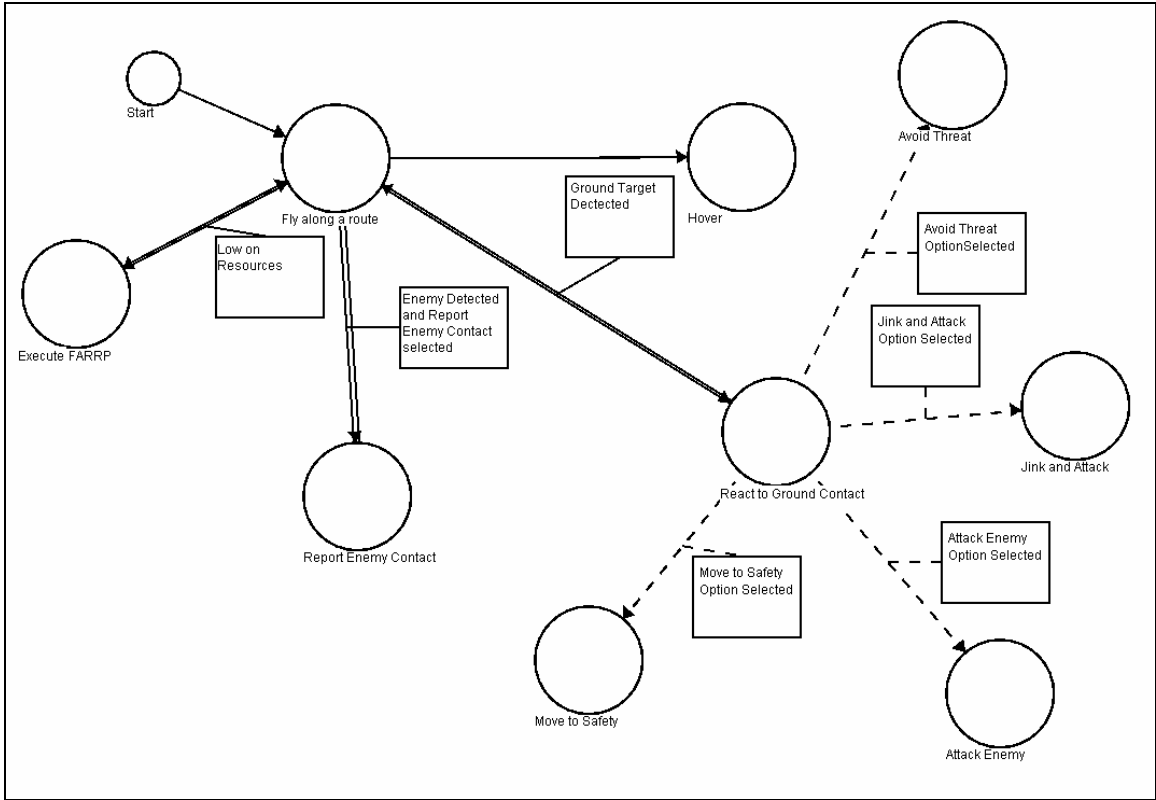 Start
Fly along a route
Hover
Ground Target
Dectected
Avoid Threat
Avoid Threat
OptionSelected
Low on
Resources
Execute FARRP
Enemy Detected
and Report
Enemy Contact
selected
Jink and Attack
Option Selected
Jink and Attack
React to Ground Contact
Report Enemy Contact
Move to Safety
Option Selected
Attack Enemy
Option Selected
Move to Safety
Attack Enemy